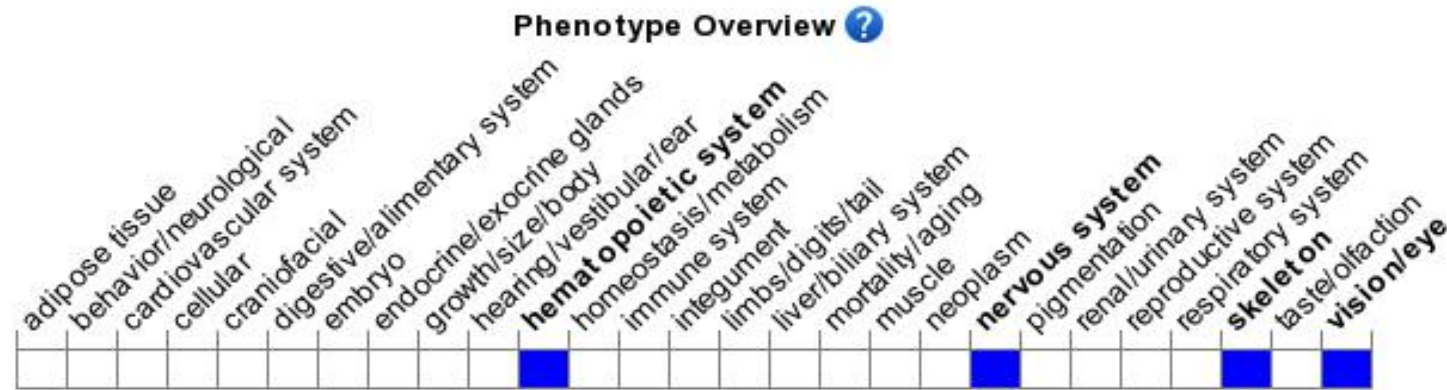 Phenotype Overview ?
adipose tissue
behavior/neurological
cardiovascular system
cellular
craniofacial
digestive/alimentary system
embryo
endocrine/exocrine glands
growth/size/body
hearing/vestibular/ear
hematopoietic system
homeostasis/metabolism
immune system
integument
limbs/digits/tail
liver/biliary system
mortality/aging
muscle
neoplasm
nervous system
pigmentation
renal/urinary system
reproductive system
respiratory system
skeleton
taste/olfaction
vision/eye